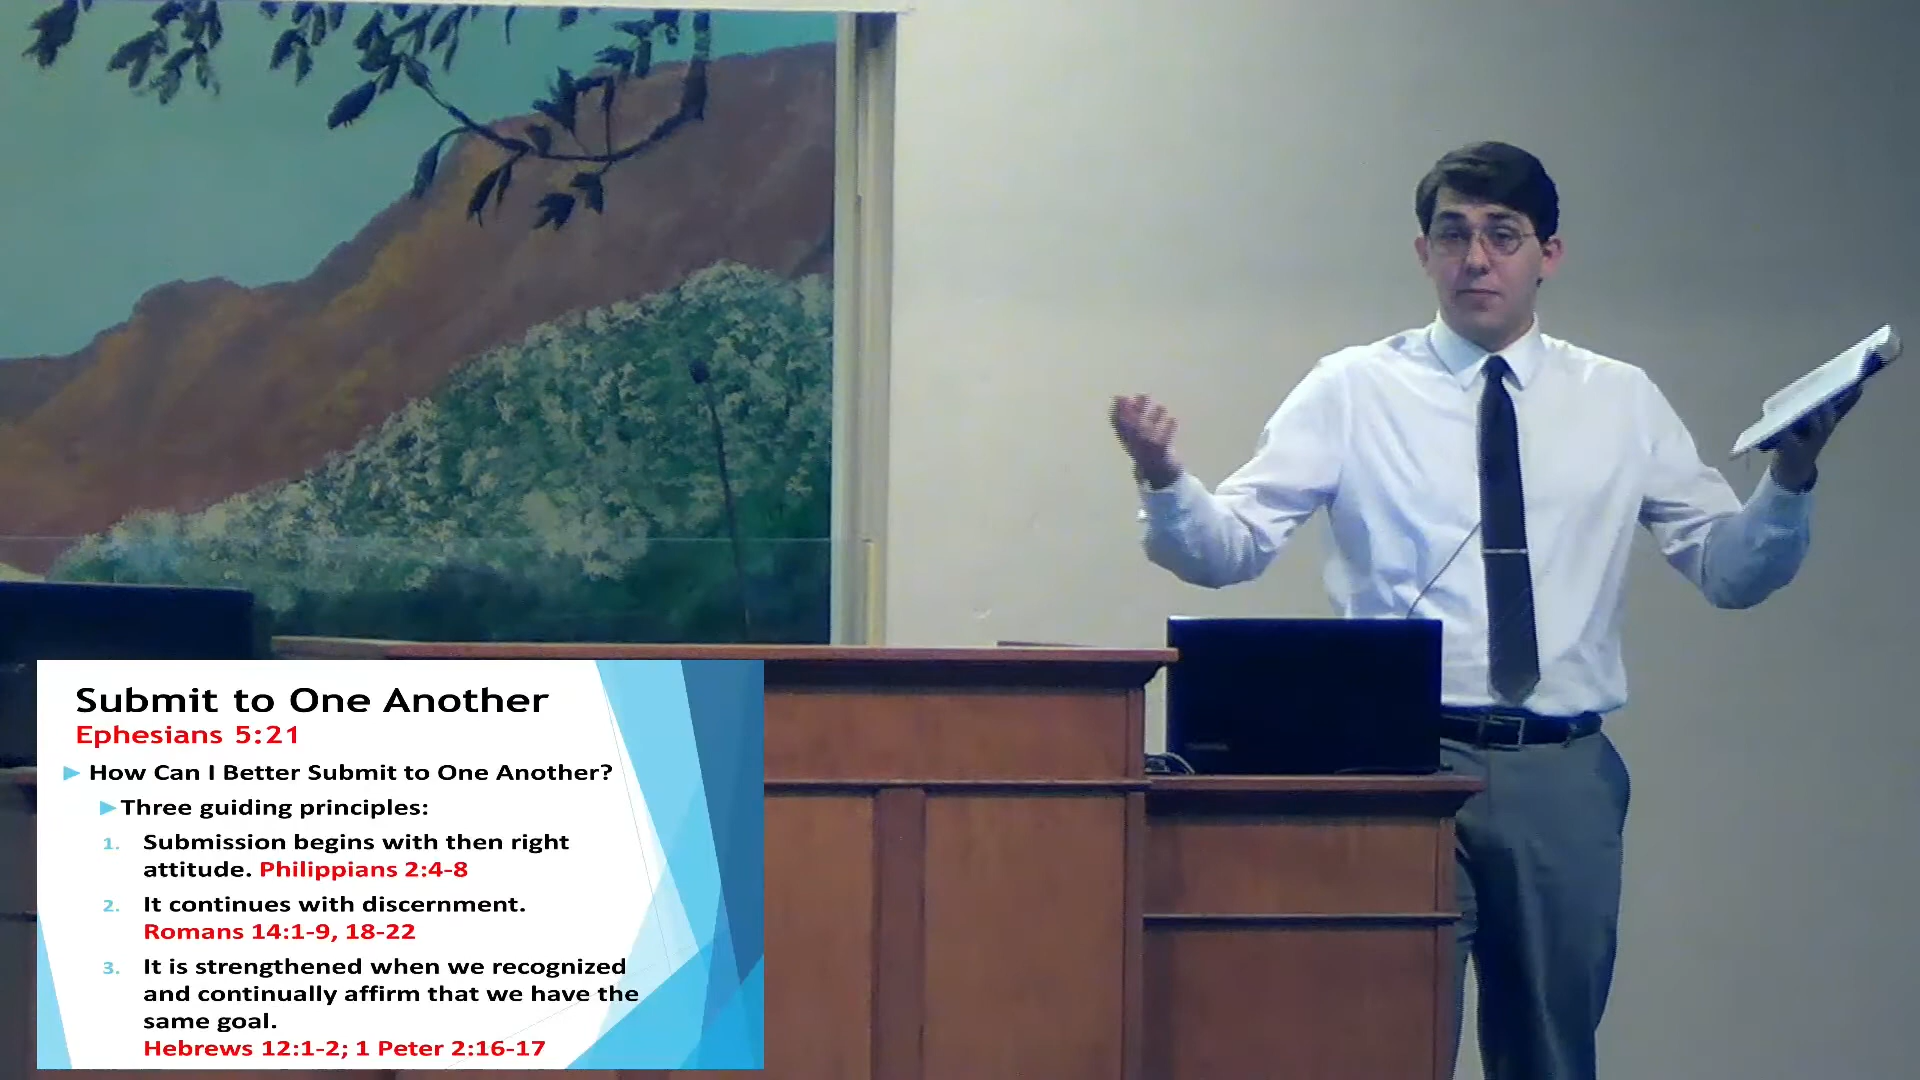 Submit to One Another
Ephesians 5:21
How Can I Better Submit to One Another?
Three guiding principles:
1. Submission begins with then right
attitude. Philippians 2:4-8
2. It continues with discernment.
Romans 14:1-9, 18-22
3. It is strengthened when we recognized
and continually affirm that we have the
same goal.
Hebrews 12:1-2; 1 Peter 2:16-17